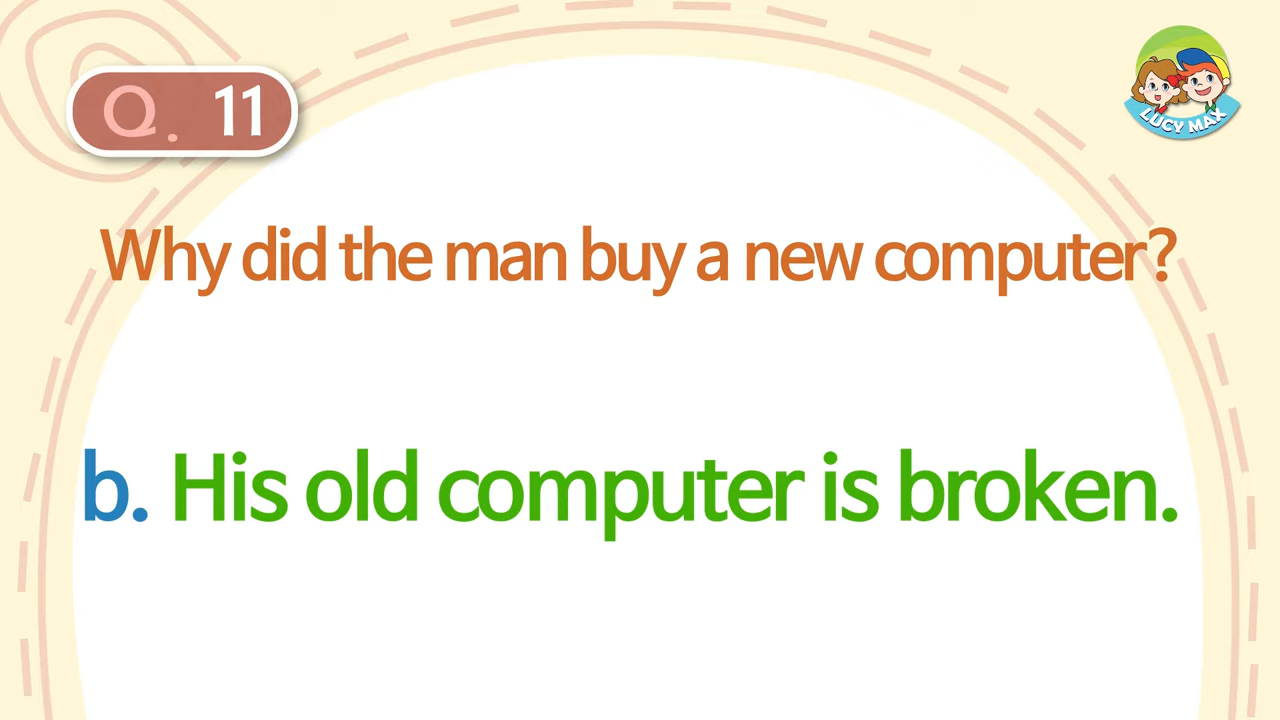 Q. 11
LUCY MAX
Why did the man buy a new computer?
b. His old computer is broken.